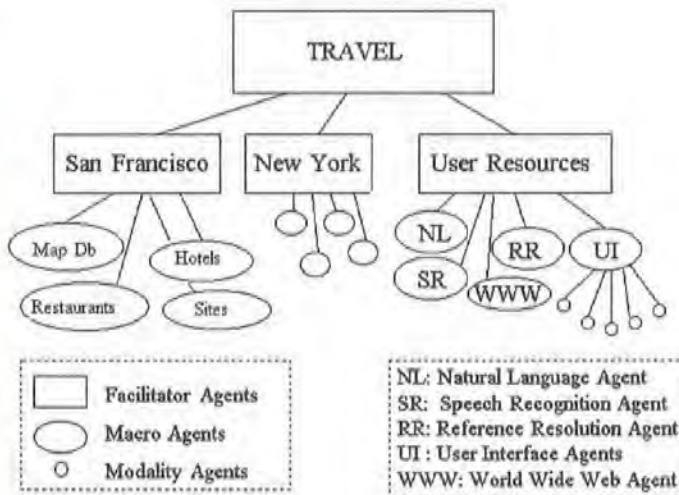 TRAVEL
San Francisco
New York
User Resources
Map Db
Hotels
Restaurants
Sites
NL
RR
UI
SR
WWW
Facilitator Agents
Macro Agents
Modality Agents
NL: Natural Language Agent
SR: Speech Recognition Agent
RR: Reference Resolution Agent
UI : User Interface Agents
WWW: World Wide Web Agent